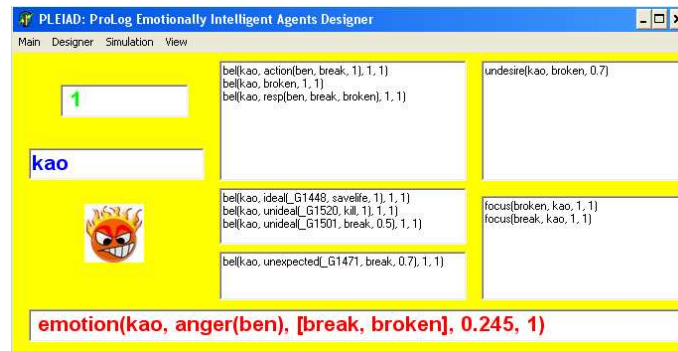 PLEIAD: ProLog Emotionally Intelligent Agents Designer
Main Designer Simulation View
1
kao
bel(kao, action(ben, break, 1), 1, 1)
bel(kao, broken, 1, 1)
bel(kao, resp(ben, break, broken), 1, 1)
undesire(kao, broken, 0.7)
bel(kao, ideal(_G1448, savelife, 1), 1, 1)
bel(kao, unideal(_G1520, kill, 1), 1, 1)
bel(kao, unideal(_G1501, break, 0.5), 1, 1)
focus(broken, kao, 1, 1)
focus(break, kao, 1, 1)
bel(kao, unexpected(_G1471, break, 0.7), 1, 1)
emotion(kao, anger(ben), [break, broken], 0.245, 1)